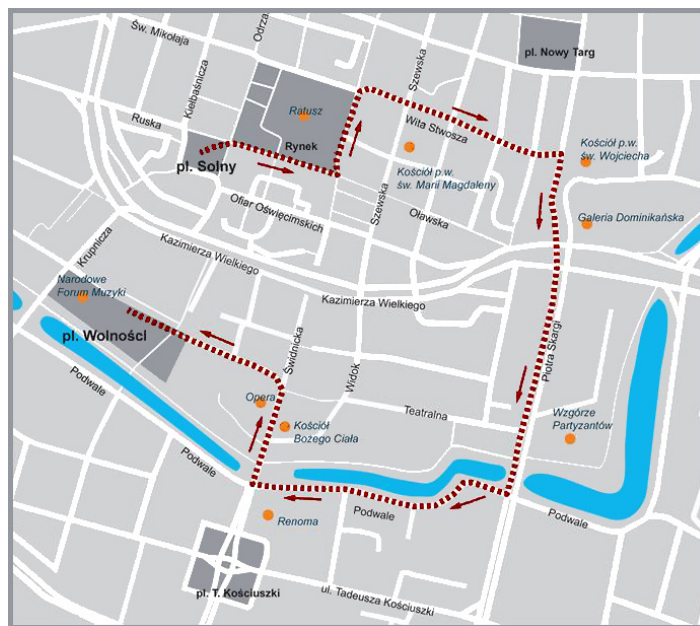 Św. Mikołaja
Odrzańska
Szewska
pl. Nowy Targ
Kiełbaśnicza
Ruska
Ratusz
Wita Stwosza
Rynek
pl. Solny
Kościół p.w.
św. Wojciecha
Kościół p.w.
św. Marii Magdaleny
Ofiar Oświęcimskich
Szewska
Oławska
Galeria Dominikańska
Krupnicza
Kazimierza Wielkiego
Narodowe
Forum Muzyki
Kazimierza Wielkiego
pl. Wolności
Świdnicka
Widok
Piotra Skargi
Podwale
Opera
Teatralna
Kościół
Bożego Ciała
Wzgórze
Partyzantów
Podwale
Podwale
Podwale
Renoma
pl. T. Kościuszki
ul. Tadeusza Kościuszki